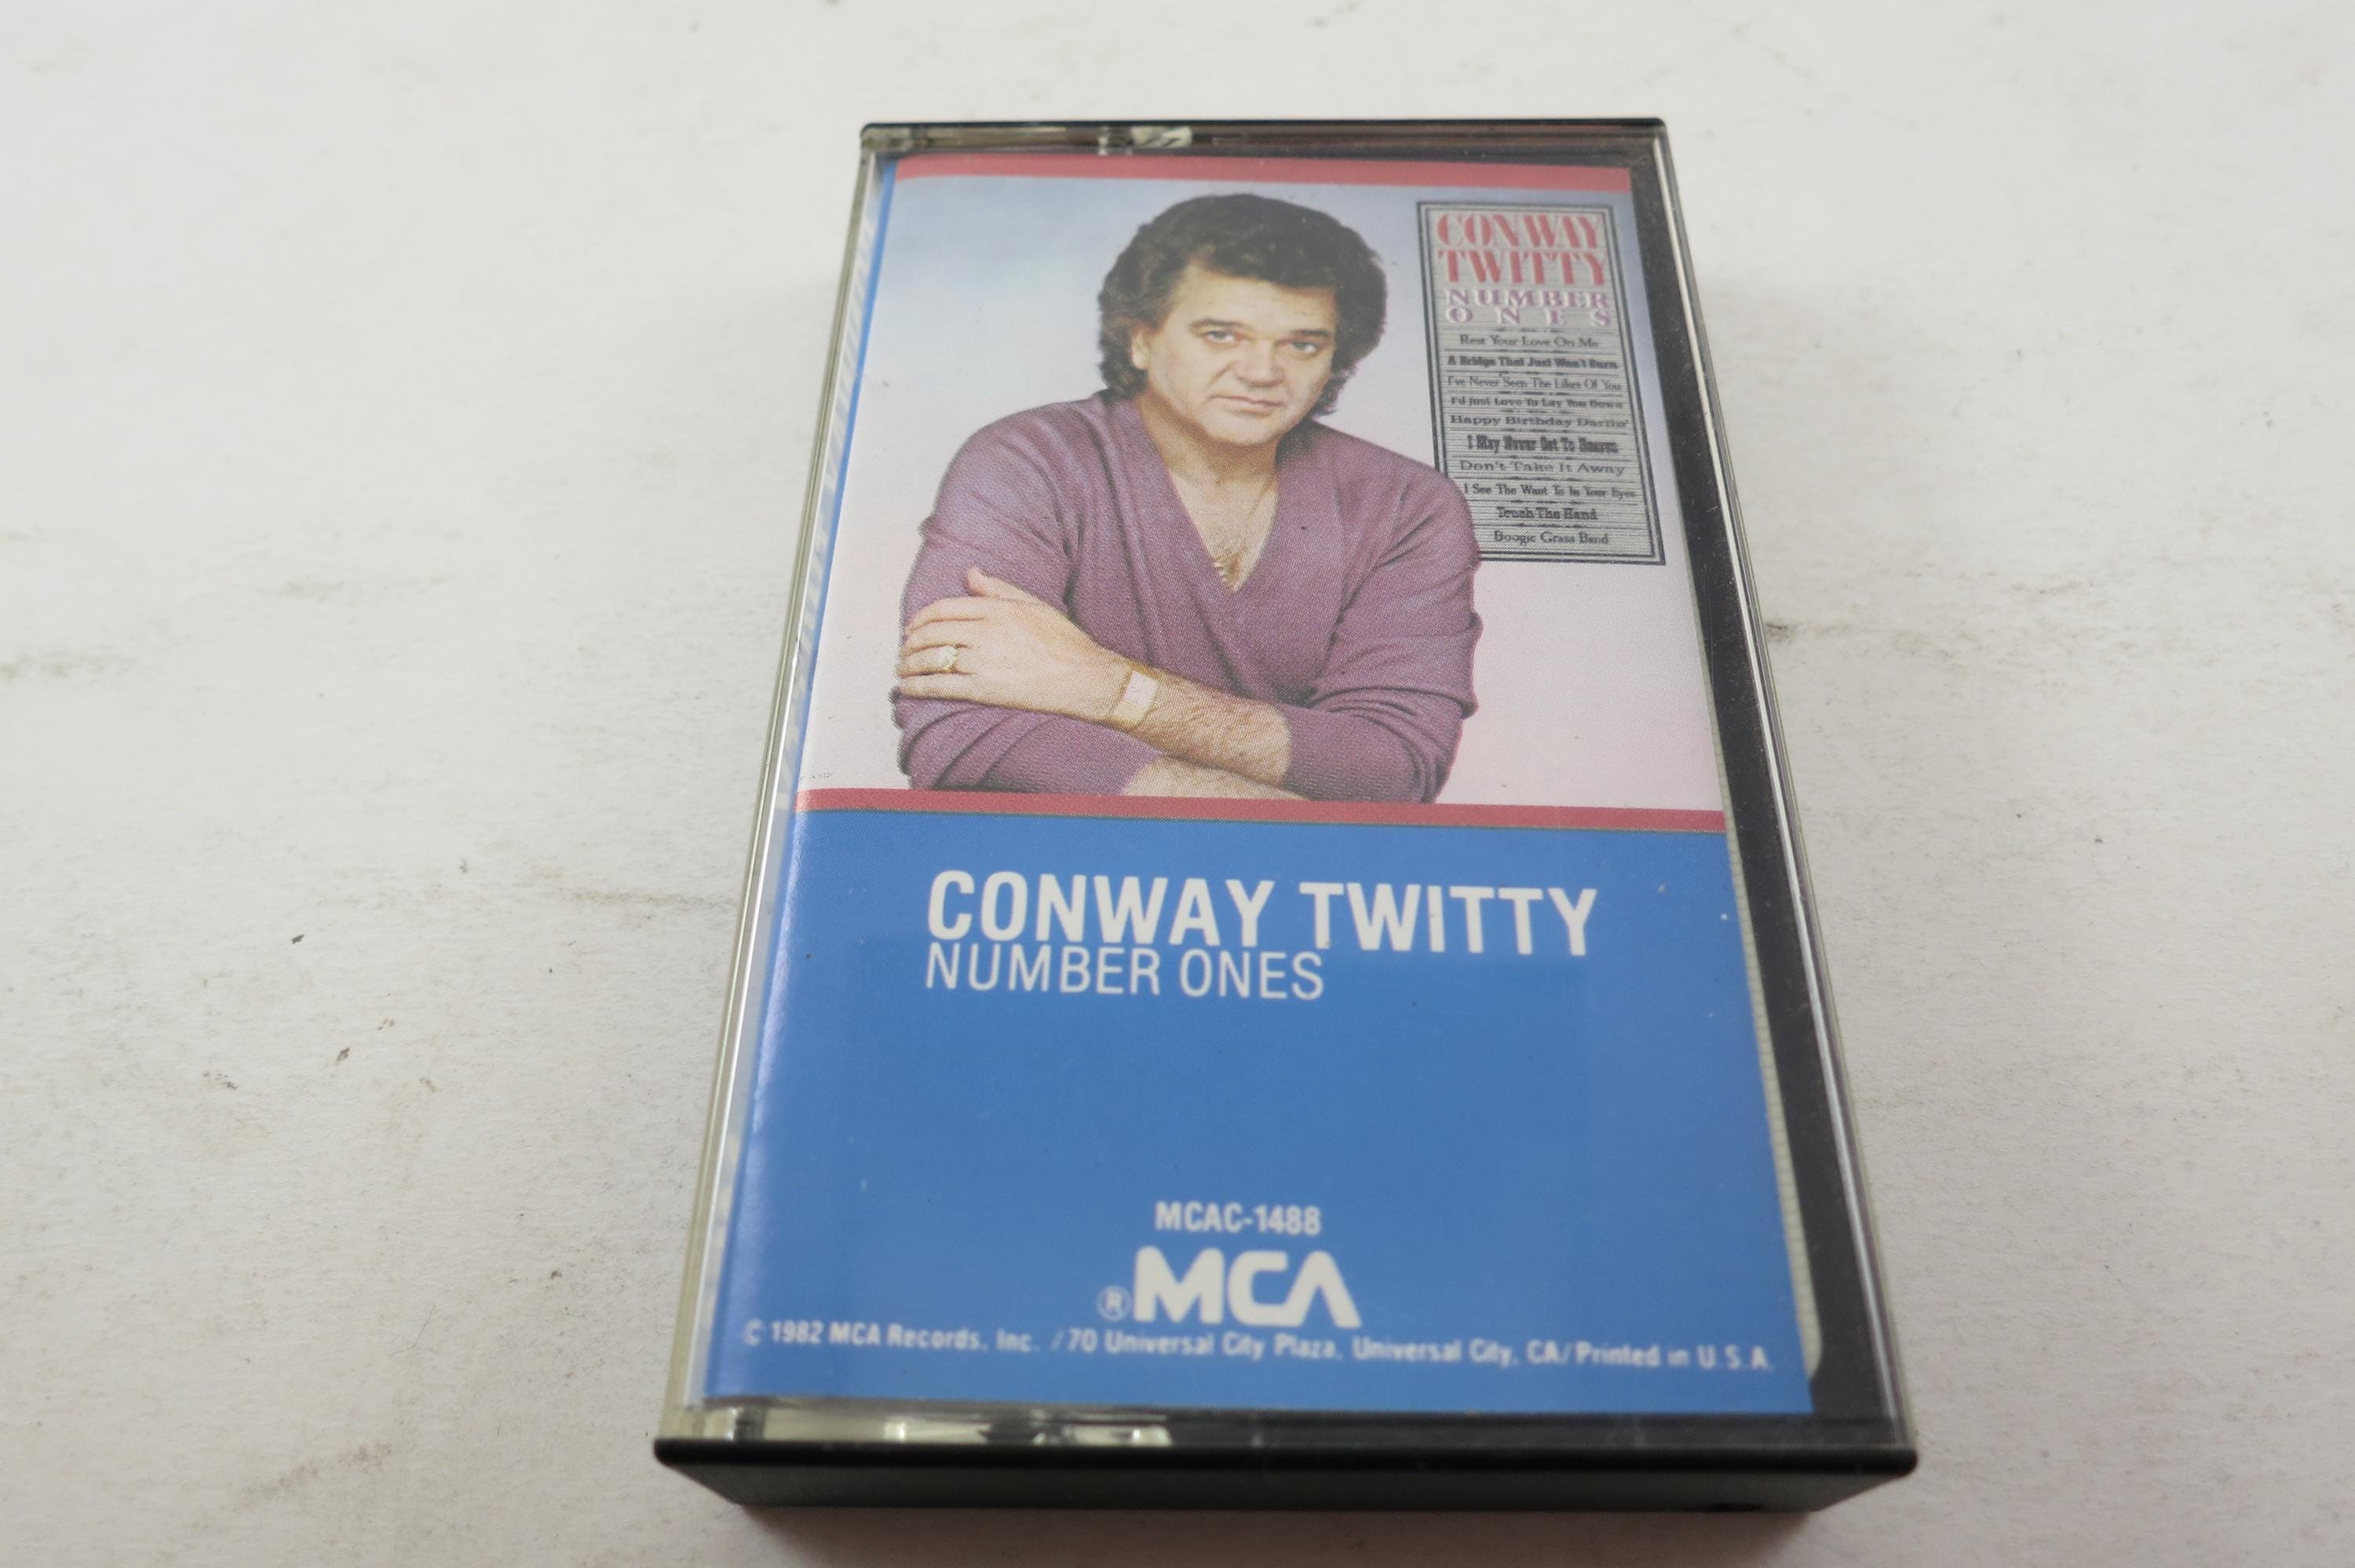 CONWAY
TWITTY
NUMBER
ONES
Rest Your Love On Me
A Bridge That Just Won't Burn
I've Never Seen The Likes Of You
I'd Just Love To Lay You Down
Happy Birthday Darlin'
I May Never Get To Heaven
Don't Take It Away
I See The Want To In Your Eyes
Touch The Hand
Boogie Grass Band
CONWAY TWITTY
NUMBER ONES
MCAC-1488
®MCA
© 1982 MCA Records, Inc. /70 Universal City Plaza, Universal City, CA/Printed in U.S.A.